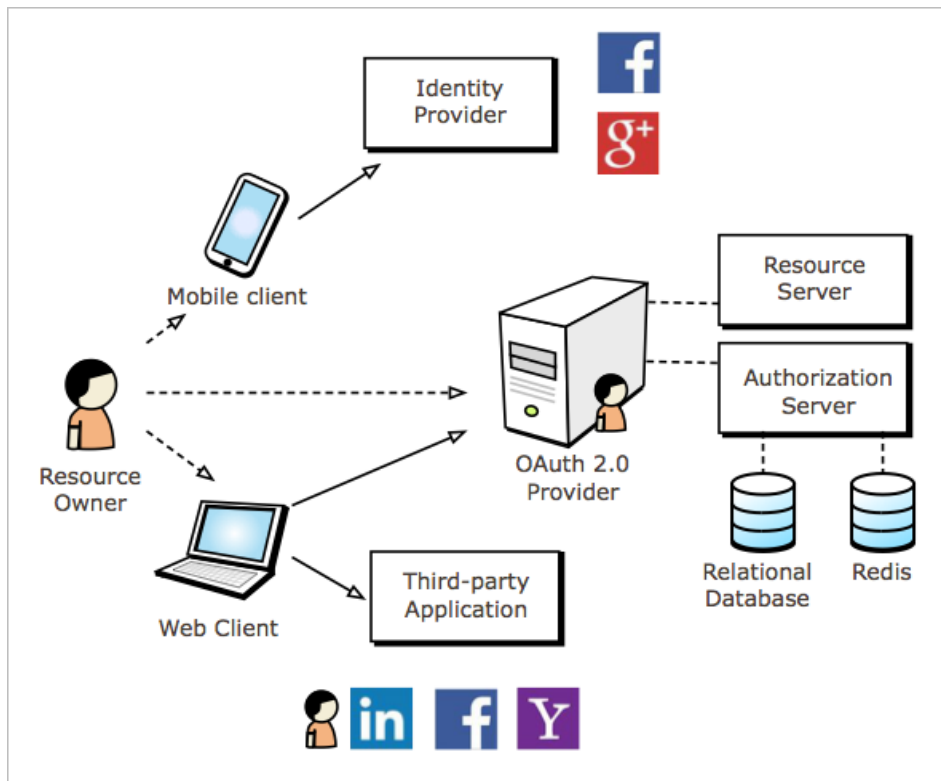 Identity
Provider
f
g+
Mobile client
Resource
Server
Authorization
Server
Resource
Owner
OAuth 2.0
Provider
Web Client
Third-party
Application
Relational
Database
Redis
in
f
Y